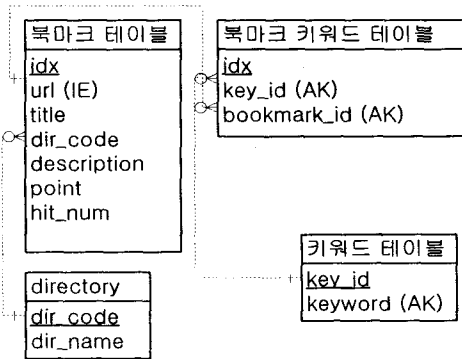 북마크 테이블
idx
url (IE)
title
dir_code
description
point
hit_num
북마크 키워드 테이블
idx
key_id (AK)
bookmark_id (AK)
키워드 테이블
key_id
keyword (AK)
directory
dir_code
dir_name